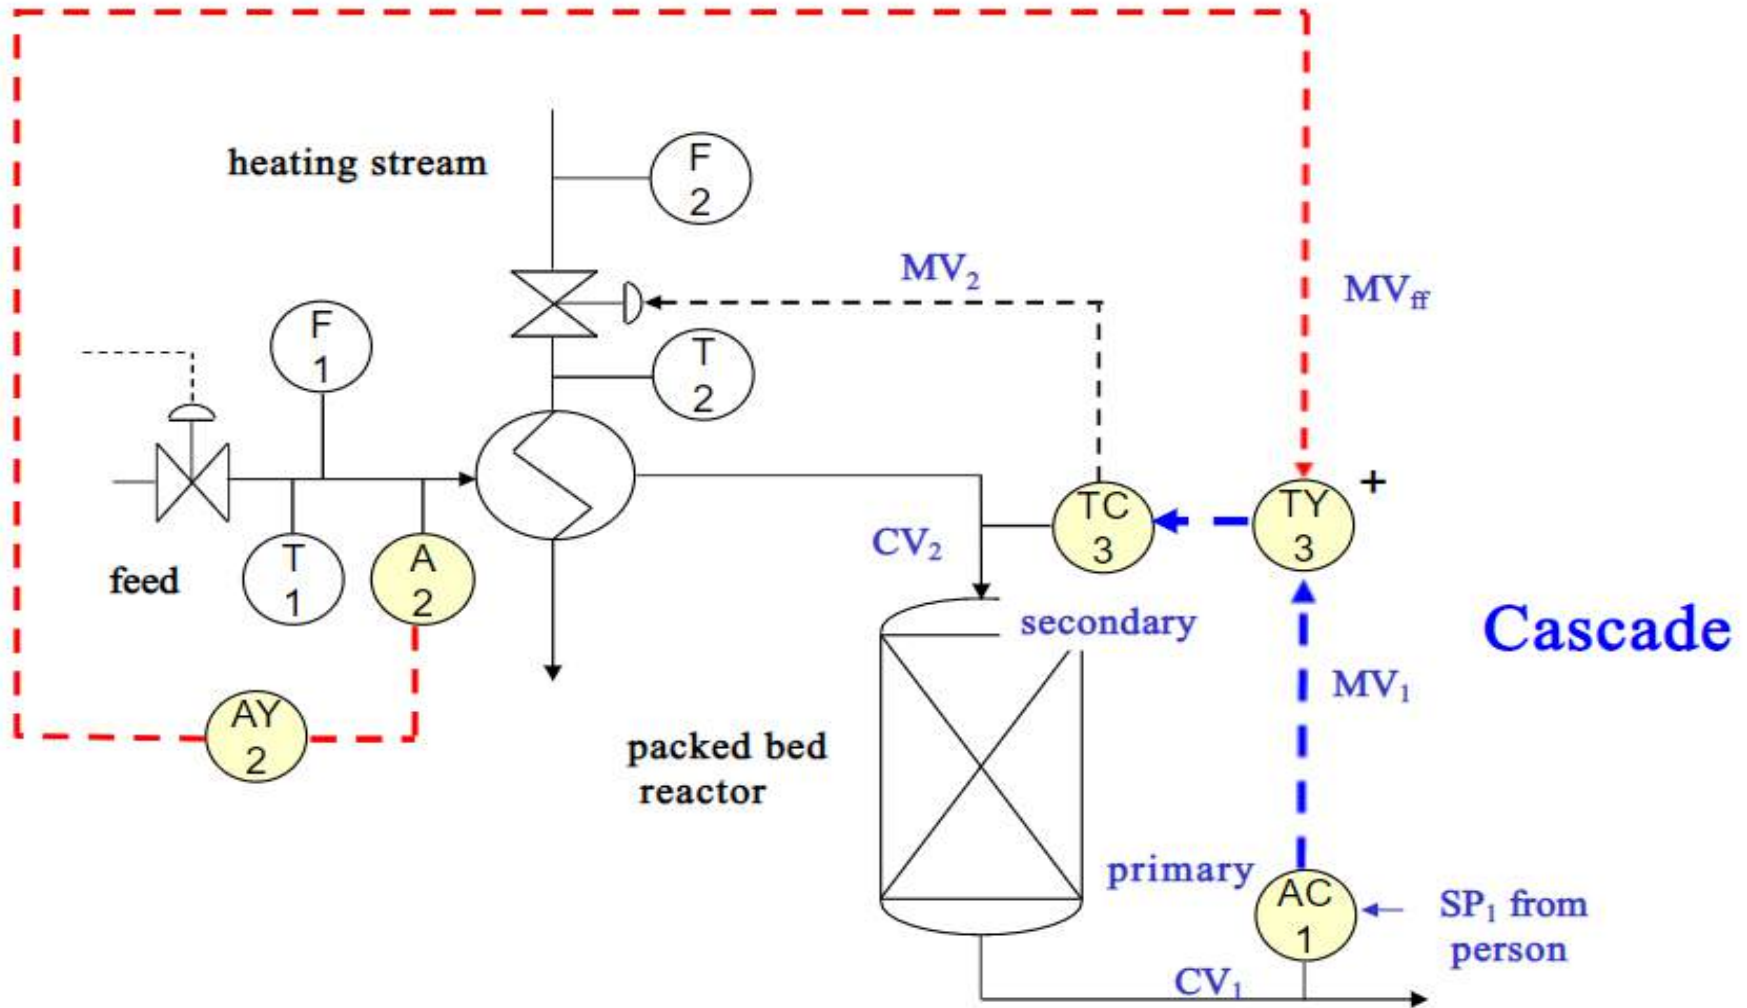 heating stream
F
2
MV2
MVff
F
1
T
2
TC
3
TY
3
+
CV2
feed
T
1
A
2
secondary
Cascade
MV1
AY
2
packed bed
reactor
primary
AC
1
SP1 from
person
CV1